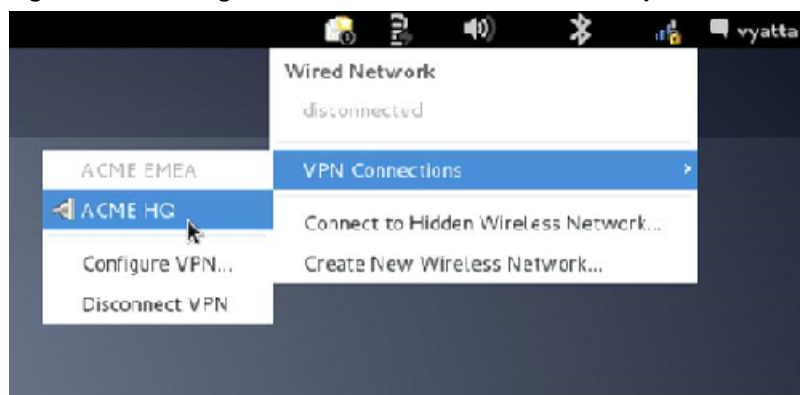 vyatta
Wired Network
disconnected
VPN Connections
Connect to Hidden Wireless Network...
Create New Wireless Network...
ACME EMEA
ACME HQ
Configure VPN...
Disconnect VPN